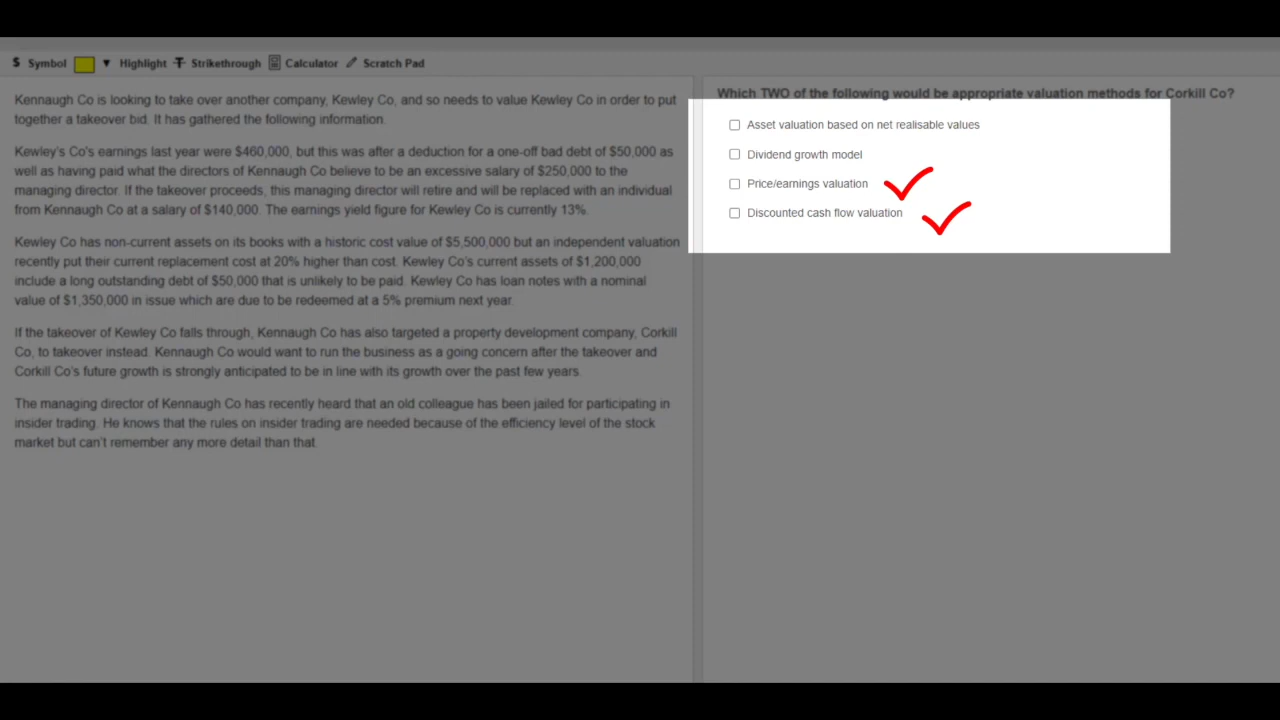 $ Symbol ▼ Highlight T Strikethrough Calculator Scratch Pad
Kennaugh Co is looking to take over another company, Kewley Co, and so needs to value Kewley Co in order to put
together a takeover bid. It has gathered the following information.
Kewley's Co's earnings last year were $460,000, but this was after a deduction for a one-off bad debt of $50,000 as
well as having paid what the directors of Kennaugh Co believe to be an excessive salary of $250,000 to the
managing director. If the takeover proceeds, this managing director will retire and will be replaced with an individual
from Kennaugh Co at a salary of $140,000. The earnings yield figure for Kewley Co is currently 13%.
Kewley Co has non-current assets on its books with a historic cost value of $5,500,000 but an independent valuation
recently put their current replacement cost at 20% higher than cost. Kewley Co's current assets of $1,200,000
include a long outstanding debt of $50,000 that is unlikely to be paid. Kewley Co has loan notes with a nominal
value of $1,350,000 in issue which are due to be redeemed at a 5% premium next year.
If the takeover of Kewley Co falls through, Kennaugh Co has also targeted a property development company, Corkill
Co, to takeover instead. Kennaugh Co would want to run the business as a going concern after the takeover and
Corkill Co's future growth is strongly anticipated to be in line with its growth over the past few years.
The managing director of Kennaugh Co has recently heard that an old colleague has been jailed for participating in
insider trading. He knows that the rules on insider trading are needed because of the efficiency level of the stock
market but can't remember any more detail than that.
Which TWO of the following would be appropriate valuation methods for Corkill Co?
Asset valuation based on net realisable values
Dividend growth model
Price/earnings valuation
Discounted cash flow valuation